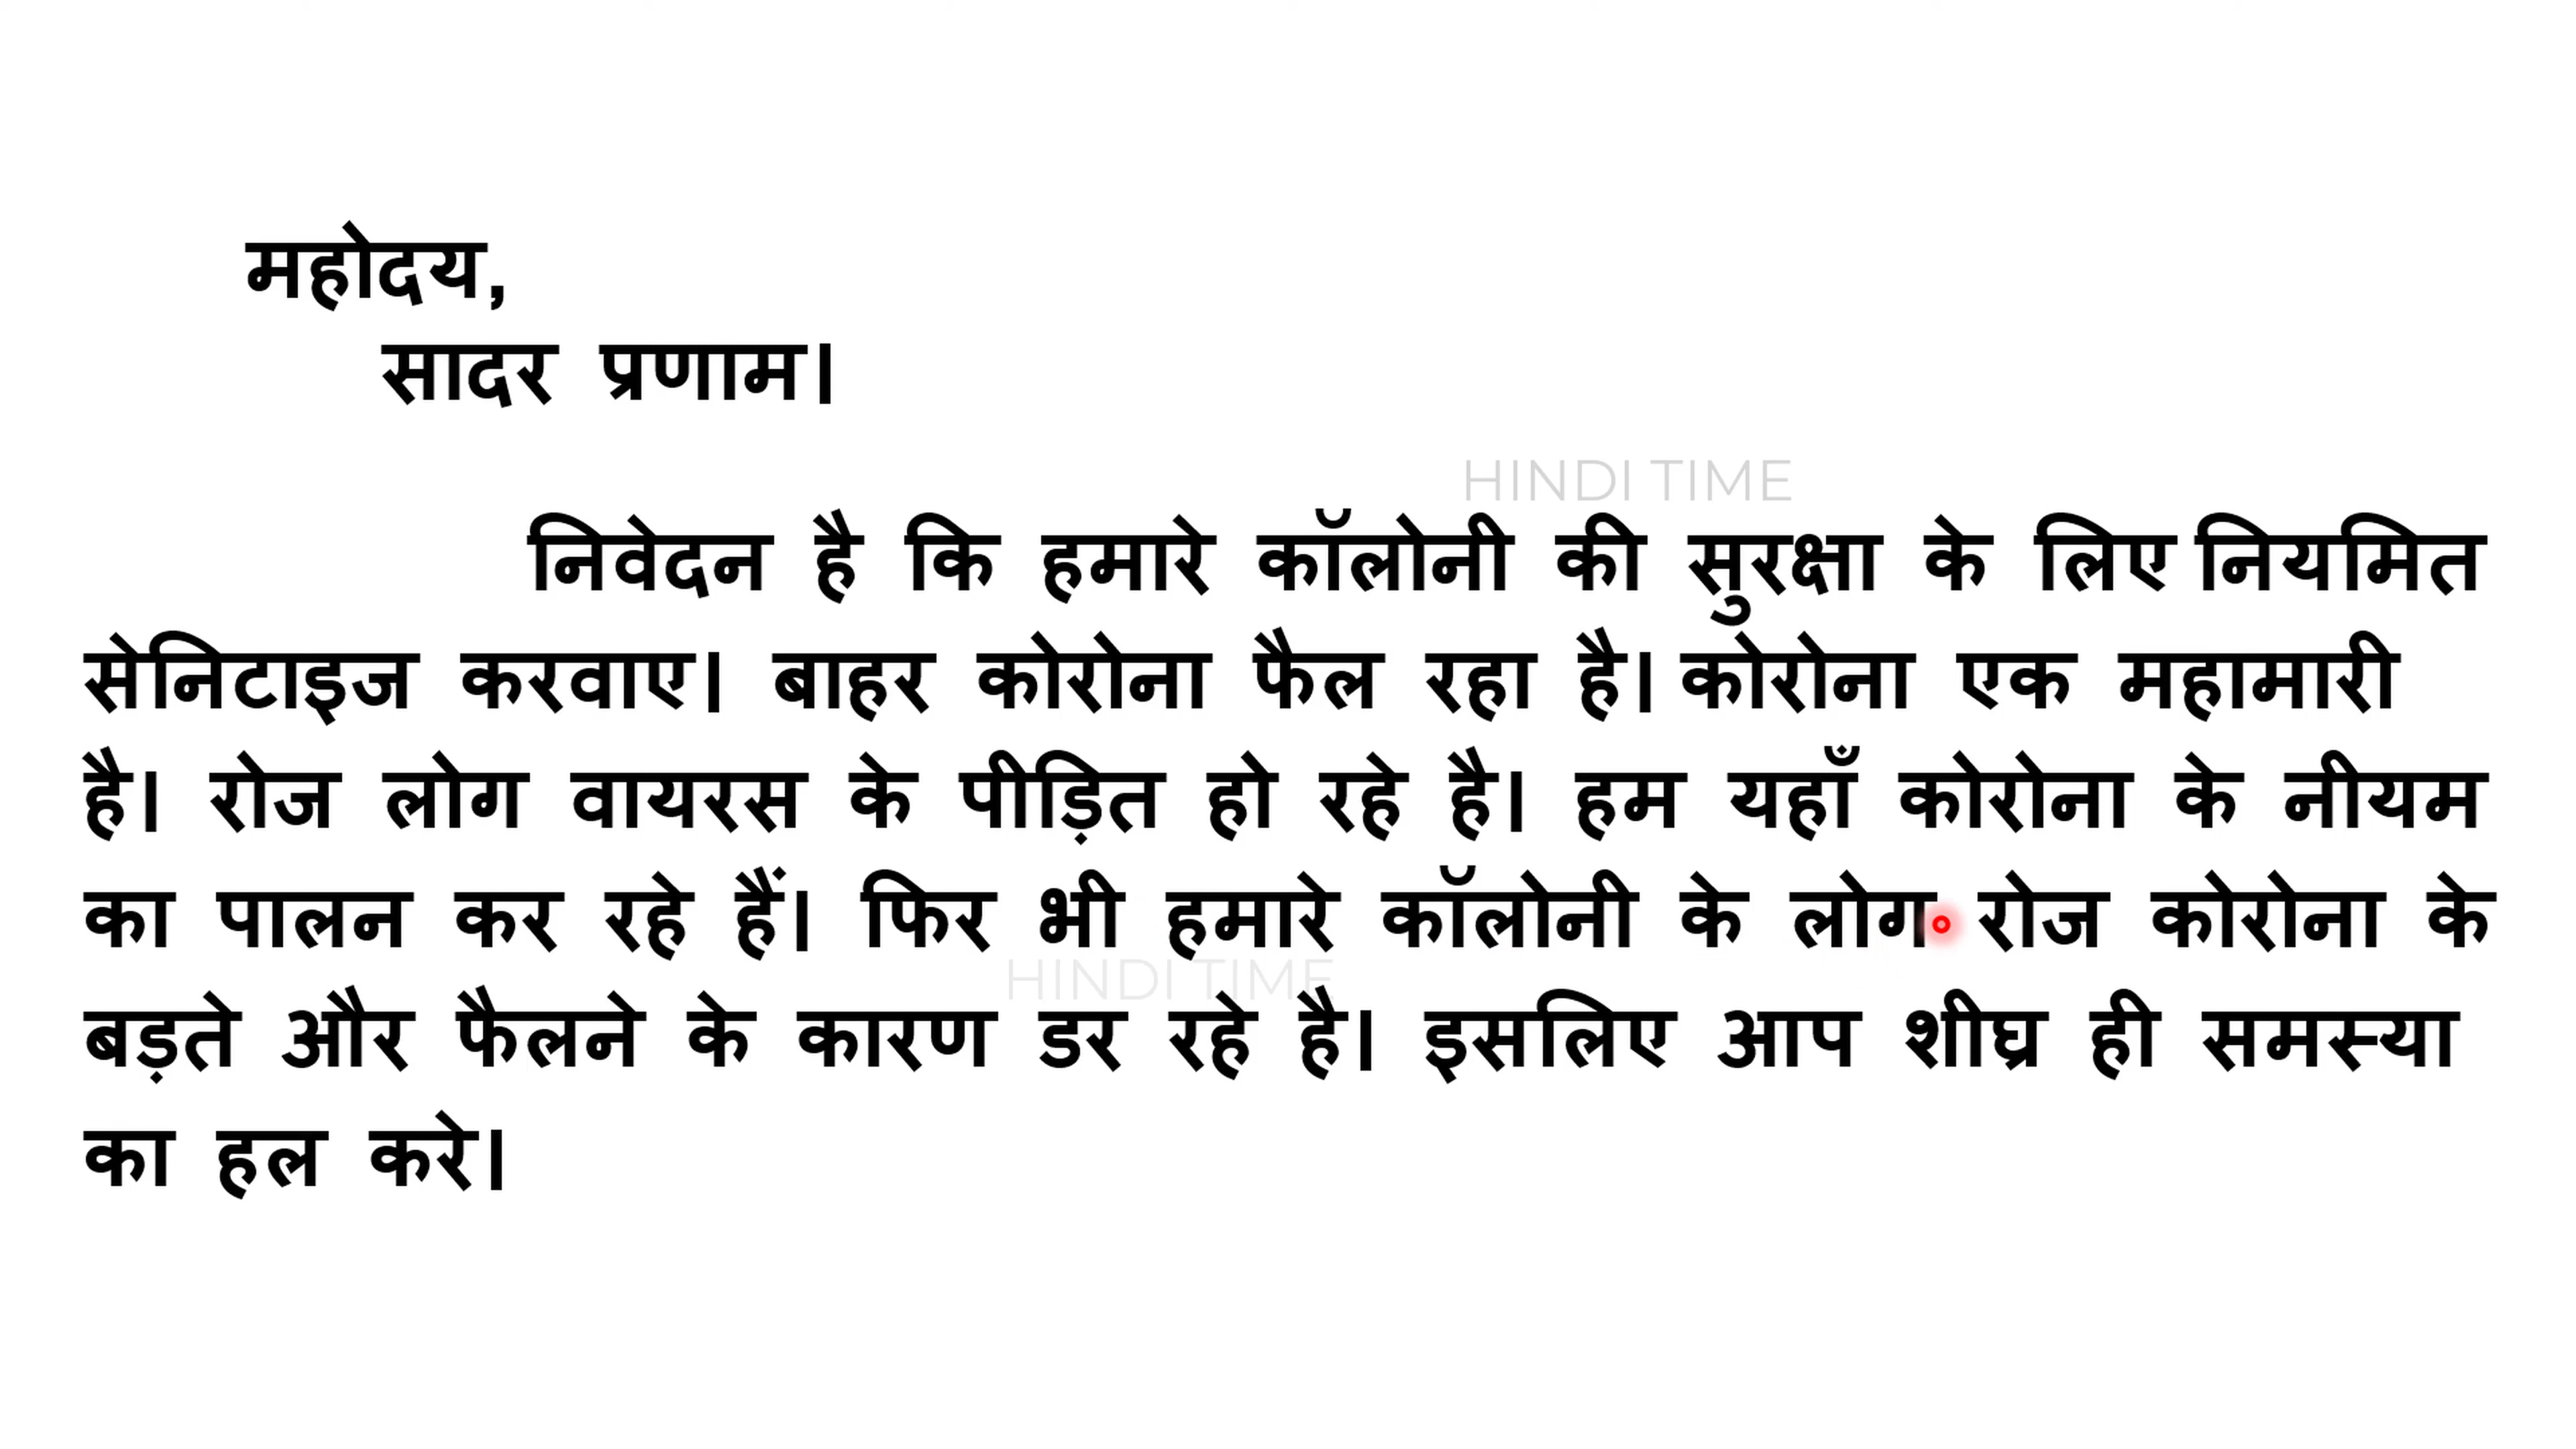 महोदय,
सादर प्रणाम।
HINDI TIME
निवेदन है कि हमारे कॉलोनी की सुरक्षा के लिए नियमित
सेनिटाइज करवाए। बाहर कोरोना फैल रहा है। कोरोना एक महामारी
है। रोज लोग वायरस के पीड़ित हो रहे है। हम यहाँ कोरोना के नीयम
का पालन कर रहे हैं। फिर भी हमारे कॉलोनी के लोग रोज कोरोना के
HINDI TIME
बड़ते और फैलने के कारण डर रहे है। इसलिए आप शीघ्र ही समस्या
का हल करे।